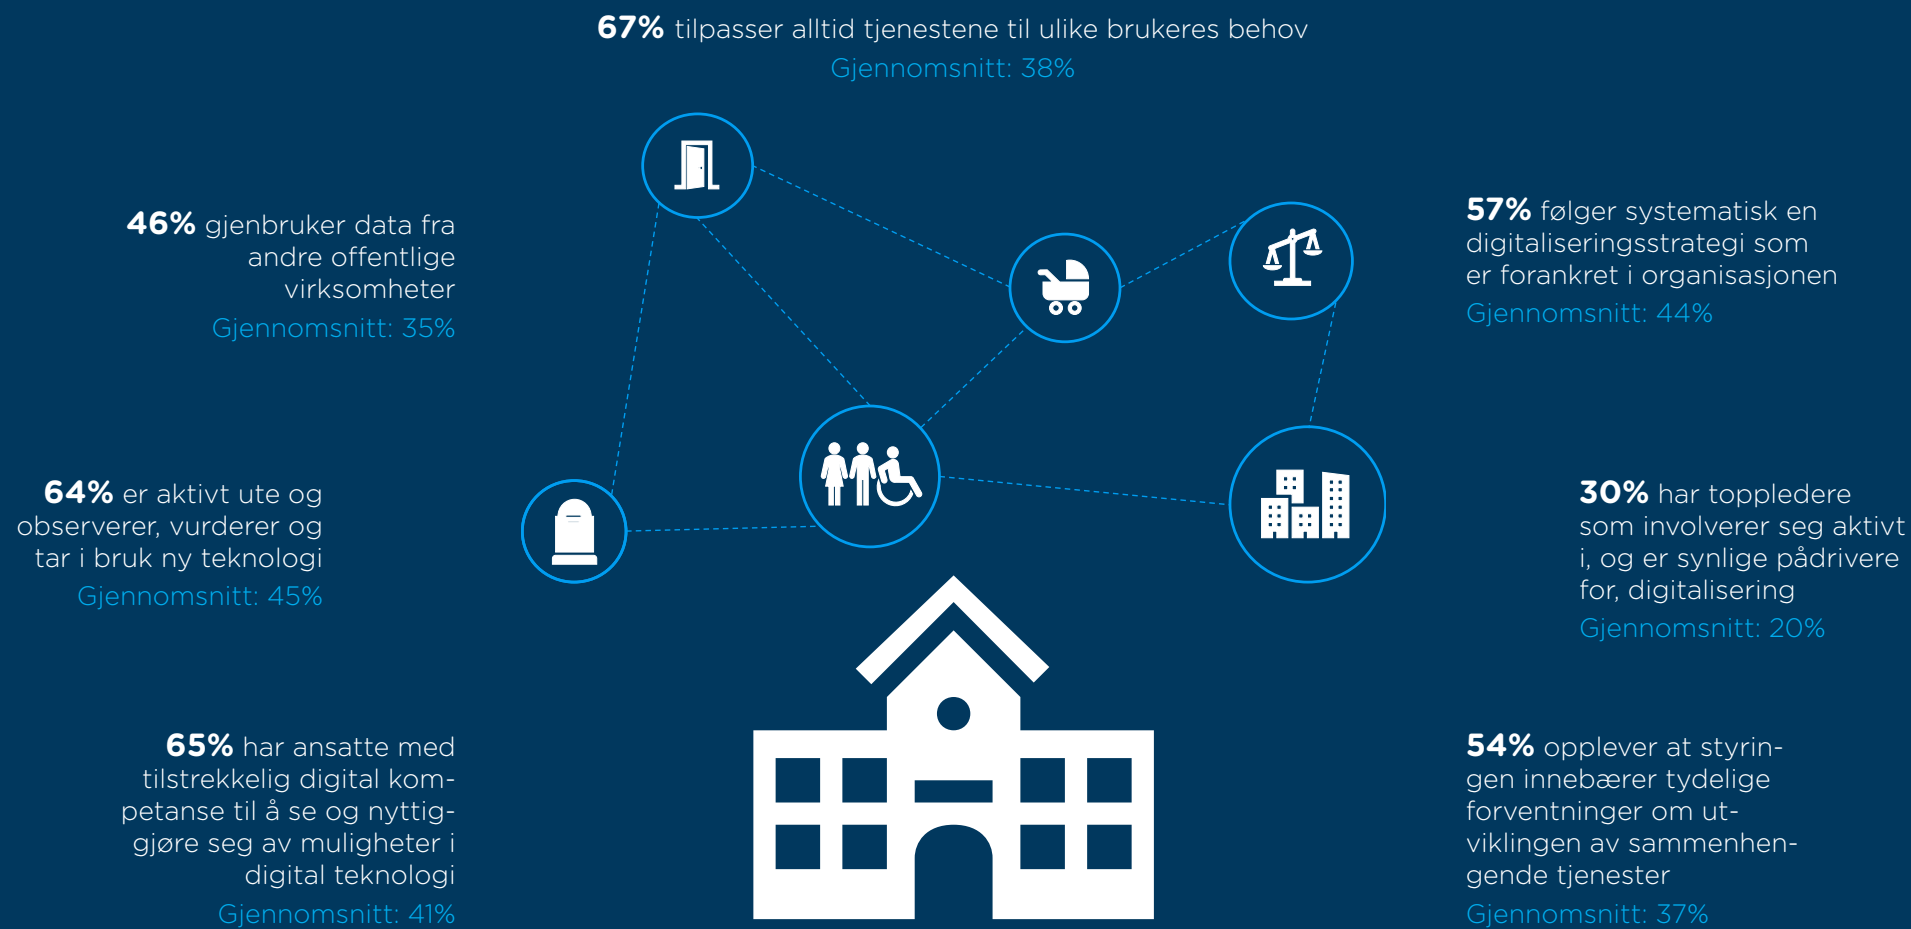 67% tilpasser alltid tjenestene til ulike brukeres behov
Gjennomsnitt: 38%
46% gjenbruker data fra
andre offentlige
virksomheter
Gjennomsnitt: 35%
57% følger systematisk en
digitaliseringsstrategi som
er forankret i organisasjonen
Gjennomsnitt: 44%
64% er aktivt ute og
observerer, vurderer og
tar i bruk ny teknologi
Gjennomsnitt: 45%
30% har toppledere
som involverer seg aktivt
i, og er synlige pådrivere
for, digitalisering
Gjennomsnitt: 20%
65% har ansatte med
tilstrekkelig digital kom-
petanse til å se og nyttig-
gjøre seg av muligheter i
digital teknologi
Gjennomsnitt: 41%
54% opplever at styrin-
gen innebærer tydelige
forventninger om ut-
viklingen av sammenhen-
gende tjenester
Gjennomsnitt: 37%